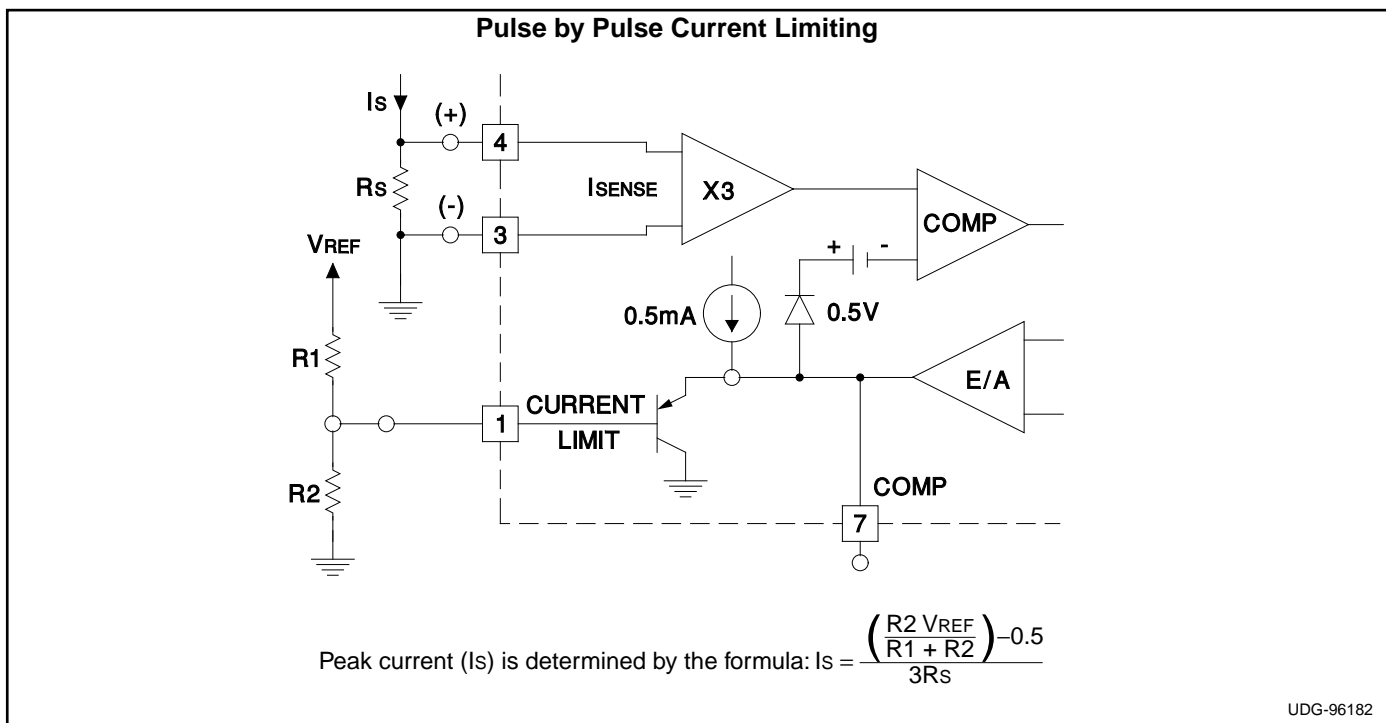 Pulse by Pulse Current Limiting
IS
(+)
4
RS
ISENSE
X3
(-)
3
COMP
VREF
+ -
0.5mA
0.5V
R1
E/A
1
CURRENT
LIMIT
R2
COMP
7
Peak current (IS) is determined by the formula: IS = ((R2 VREF / R1 + R2) –0.5) / 3RS
UDG-96182